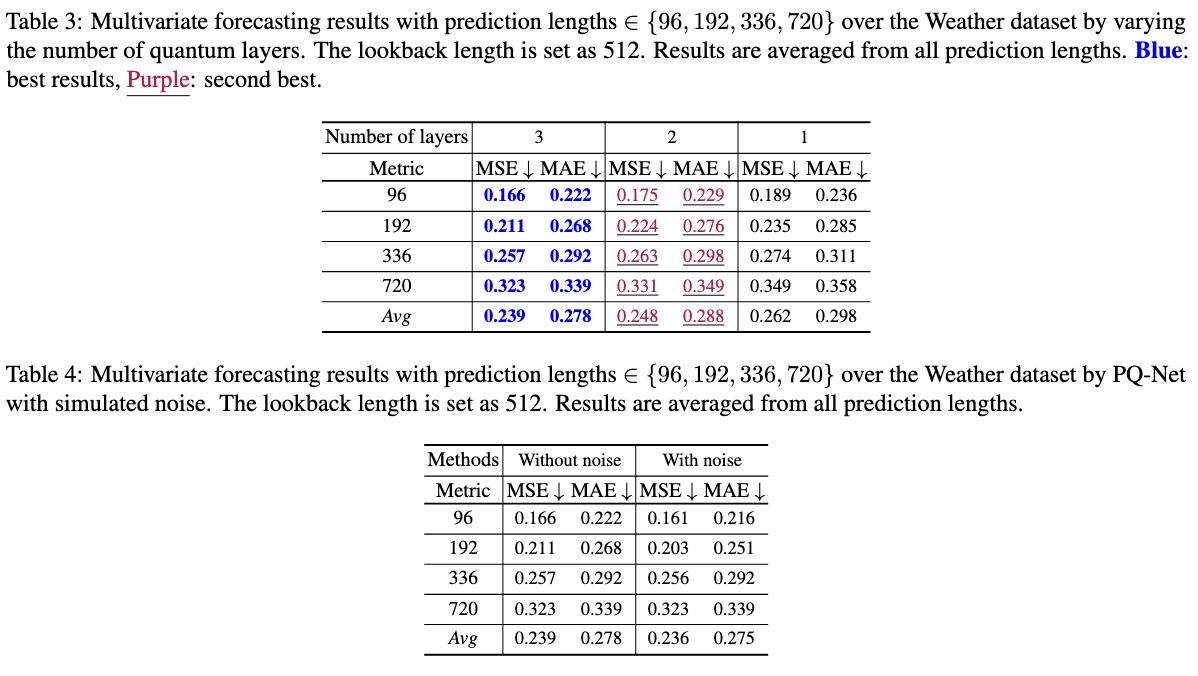 Table 3: Multivariate forecasting results with prediction lengths ∈ {96, 192, 336, 720} over the Weather dataset by varying
the number of quantum layers. The lookback length is set as 512. Results are averaged from all prediction lengths. Blue:
best results, Purple: second best.
Number of layers 3 2 1
Metric MSE ↓ MAE ↓ MSE ↓ MAE ↓ MSE ↓ MAE ↓
96 0.166 0.222 0.175 0.229 0.189 0.236
192 0.211 0.268 0.224 0.276 0.235 0.285
336 0.257 0.292 0.263 0.298 0.274 0.311
720 0.323 0.339 0.331 0.349 0.349 0.358
Avg 0.239 0.278 0.248 0.288 0.262 0.298
Table 4: Multivariate forecasting results with prediction lengths ∈ {96, 192, 336, 720} over the Weather dataset by PQ-Net
with simulated noise. The lookback length is set as 512. Results are averaged from all prediction lengths.
Methods Without noise With noise
Metric MSE ↓ MAE ↓ MSE ↓ MAE ↓
96 0.166 0.222 0.161 0.216
192 0.211 0.268 0.203 0.251
336 0.257 0.292 0.256 0.292
720 0.323 0.339 0.323 0.339
Avg 0.239 0.278 0.236 0.275